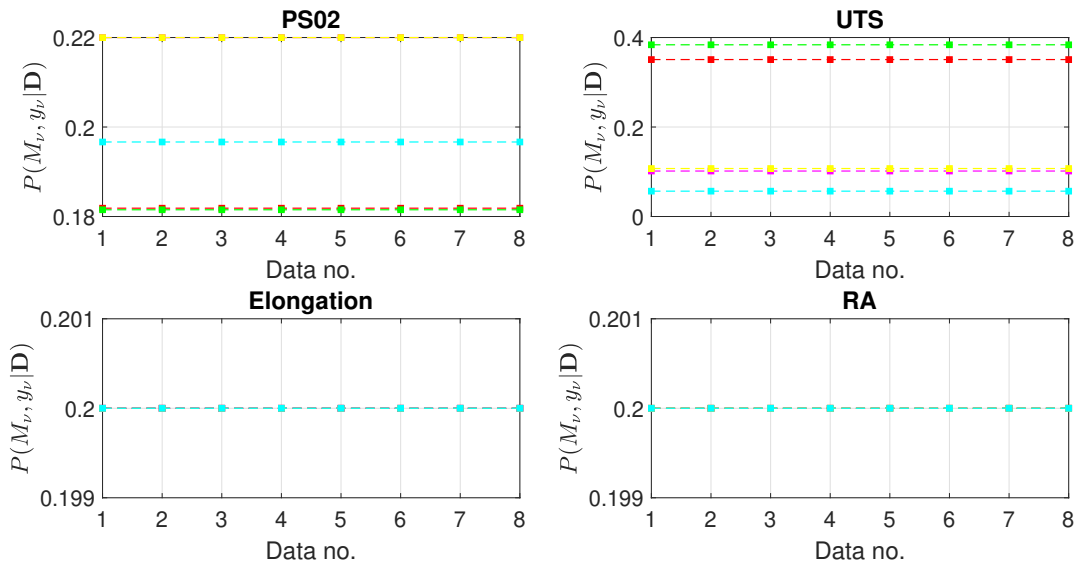 PS02
0.22
0.2
0.18
P(M_ν, y_ν|D)
1 2 3 4 5 6 7 8
Data no.
UTS
0.4
0.2
0
P(M_ν, y_ν|D)
1 2 3 4 5 6 7 8
Data no.
Elongation
0.201
0.2
0.199
P(M_ν, y_ν|D)
1 2 3 4 5 6 7 8
Data no.
RA
0.201
0.2
0.199
P(M_ν, y_ν|D)
1 2 3 4 5 6 7 8
Data no.